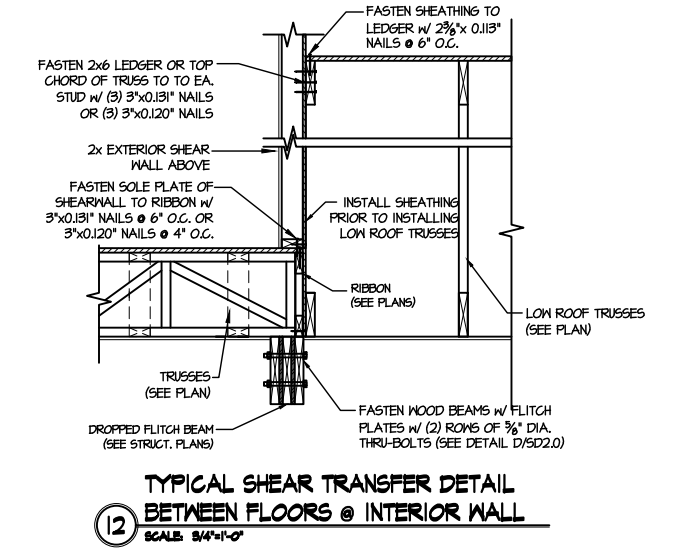 FASTEN SHEATHING TO
LEDGER W/ 2⅜"x 0.113"
NAILS @ 6" O.C.
FASTEN 2x6 LEDGER OR TOP
CHORD OF TRUSS TO TO EA.
STUD W/ (3) 3"x0.131" NAILS
OR (3) 3"x0.120" NAILS
2x EXTERIOR SHEAR
WALL ABOVE
FASTEN SOLE PLATE OF
SHEARWALL TO RIBBON W/
3"x0.131" NAILS @ 6" O.C. OR
3"x0.120" NAILS @ 4" O.C.
INSTALL SHEATHING
PRIOR TO INSTALLING
LOW ROOF TRUSSES
RIBBON
(SEE PLANS)
LOW ROOF TRUSSES
(SEE PLAN)
TRUSSES
(SEE PLAN)
DROPPED FLITCH BEAM
(SEE STRUCT. PLANS)
FASTEN WOOD BEAMS W/ FLITCH
PLATES W/ (2) ROWS OF ⅝" DIA.
THRU-BOLTS (SEE DETAIL D/SD2.0)
TYPICAL SHEAR TRANSFER DETAIL
BETWEEN FLOORS @ INTERIOR WALL
12
SCALE: 3/4"=1'-0"